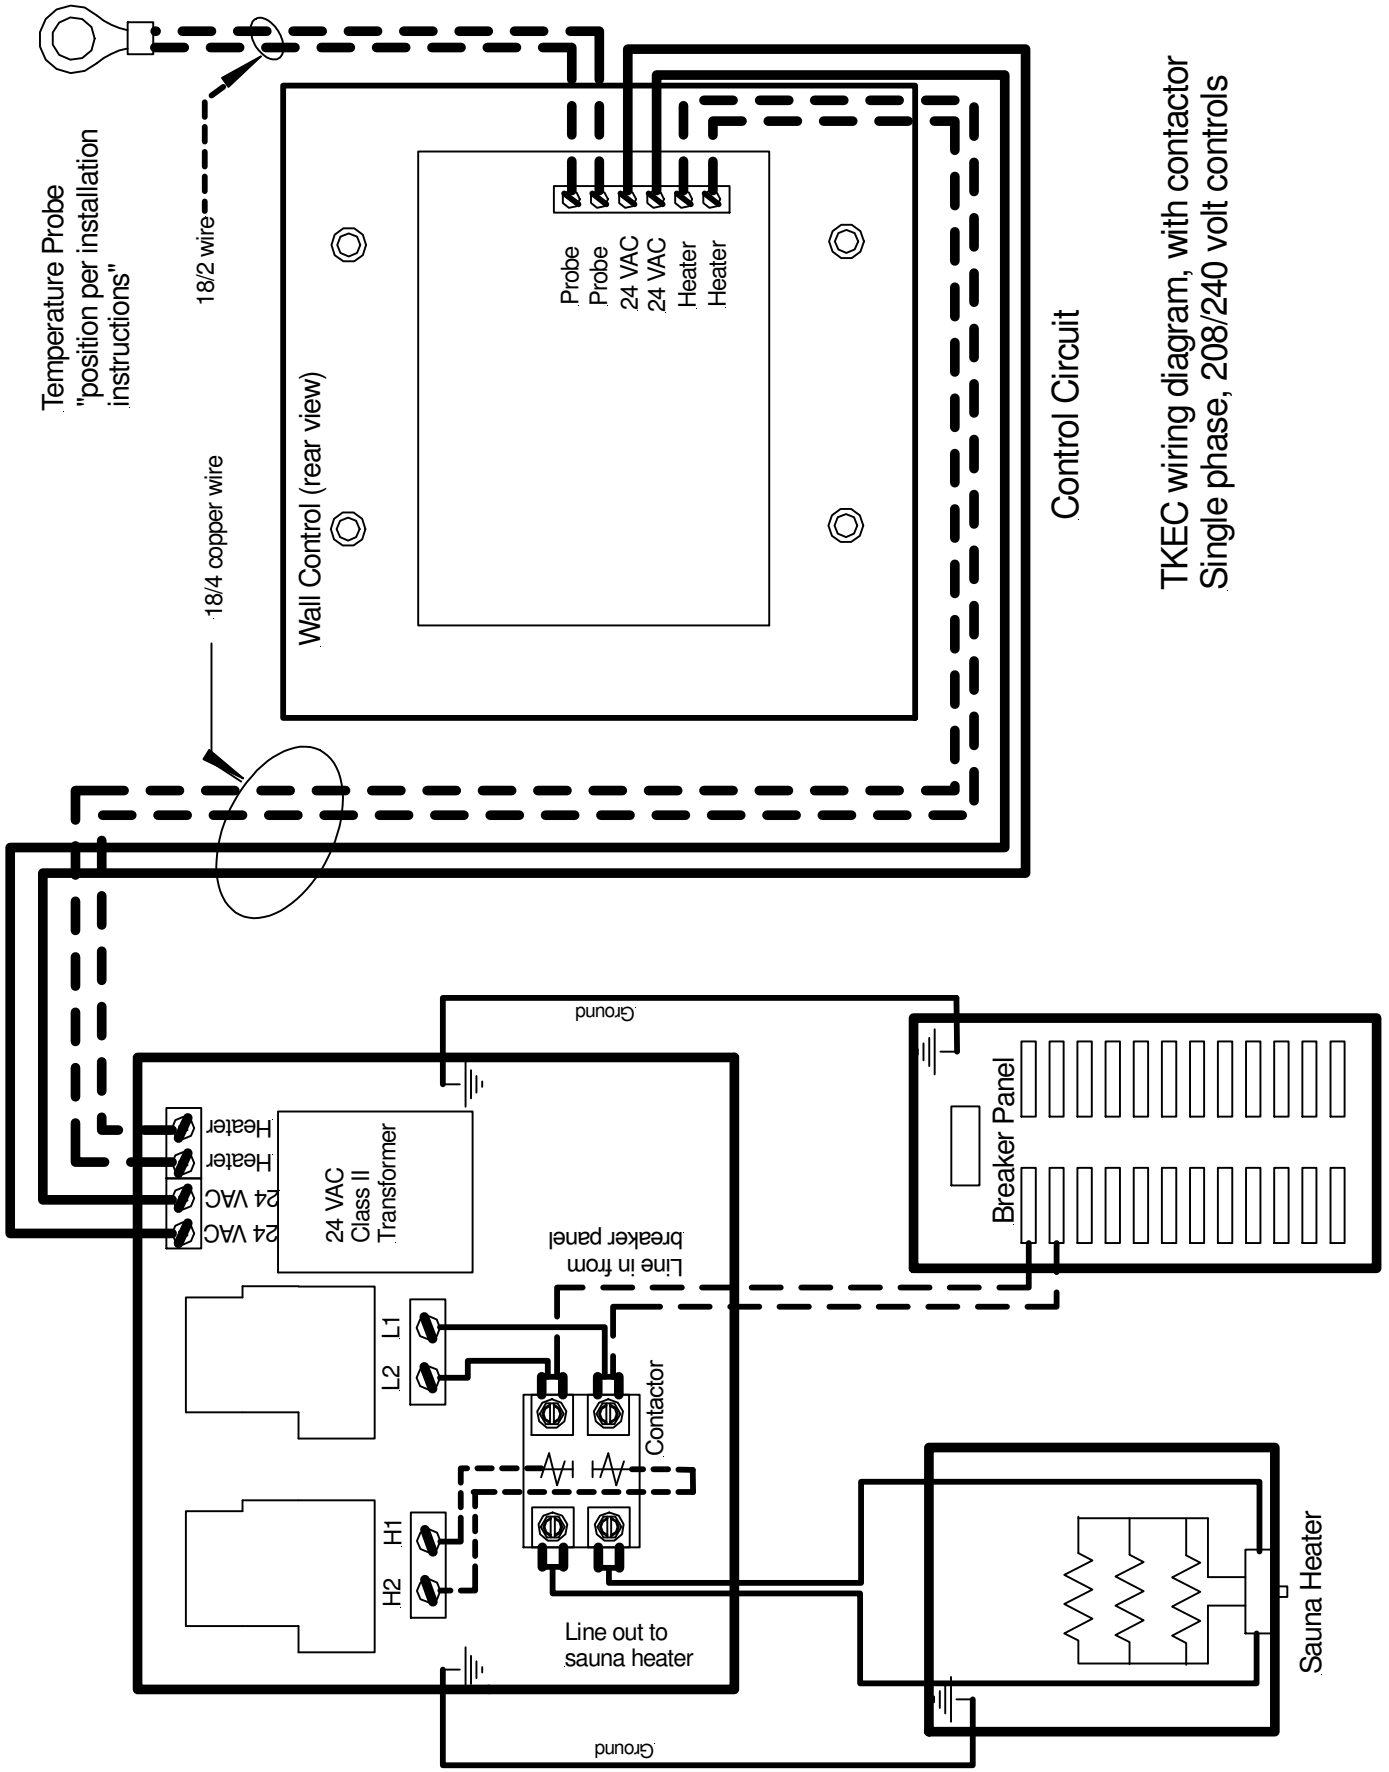 Temperature Probe
"position per installation
instructions"
18/2 wire
18/4 copper wire
Wall Control (rear view)
Probe
Probe
24 VAC
24 VAC
Heater
Heater
Control Circuit
TKEC wiring diagram, with contactor
Single phase, 208/240 volt controls
Heater
Heater
24 VAC
24 VAC
24 VAC
Class II
Transformer
Ground
Line in from
breaker panel
L1
L2
H1
H2
Contactor
Line out to
sauna heater
Ground
Breaker Panel
Sauna Heater